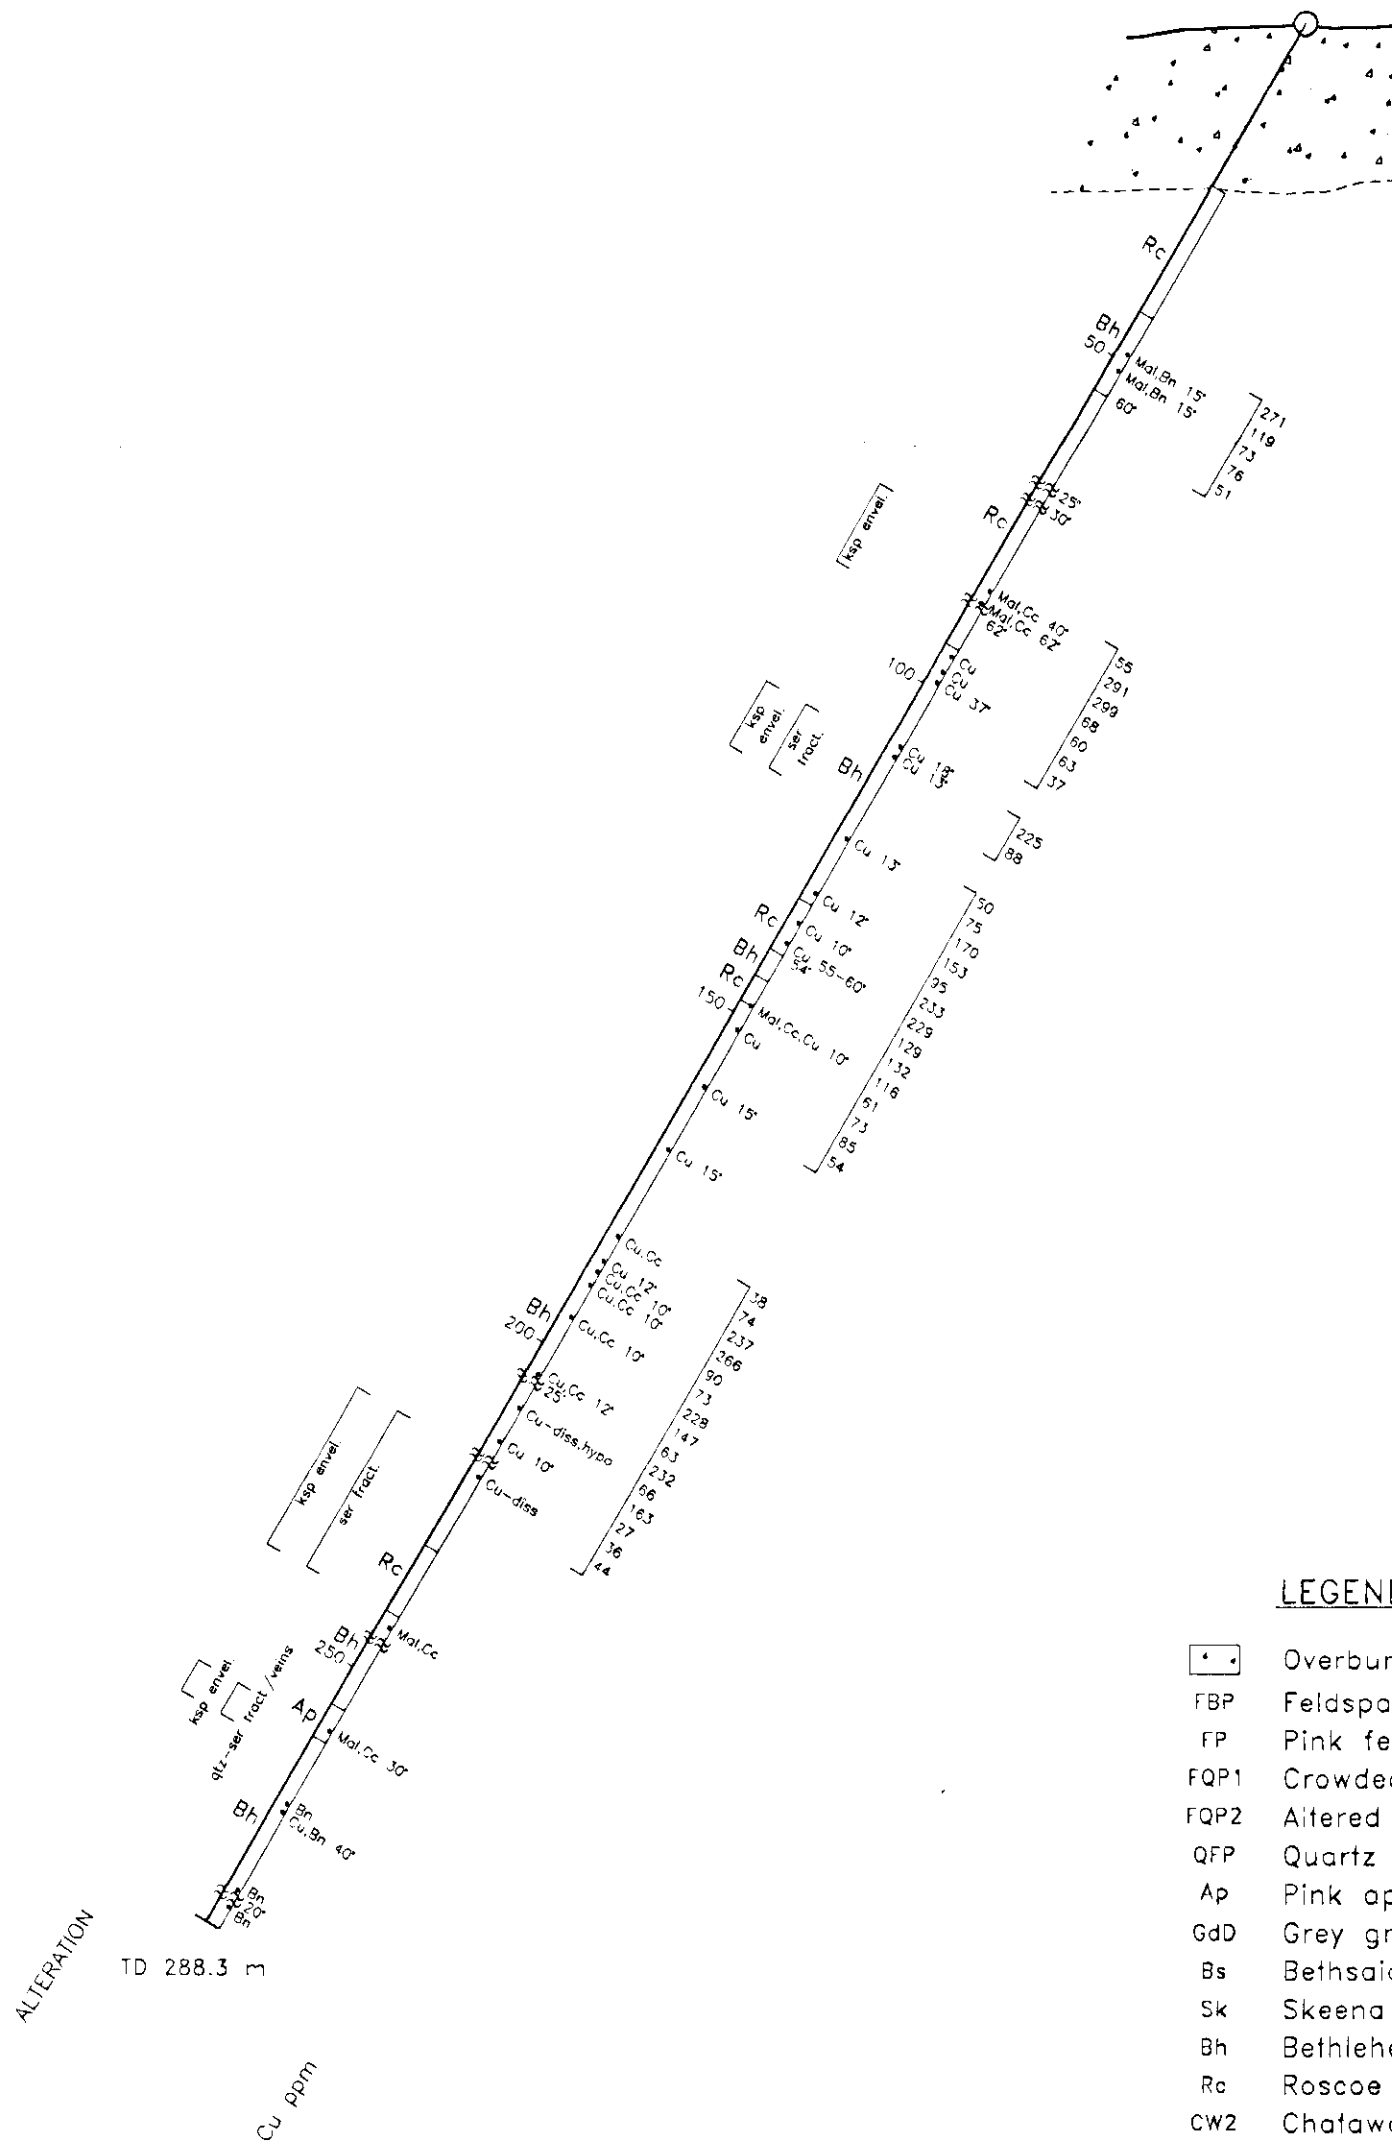 Rc
Bh
50
Mal,Bn 15°
Mal,Bn 15°
60°
271
119
73
76
51
25°
30°
Rc
ksp envel.
Mal,Cc 40°
Mal,Cc 62°
62°
Cu
Cu
Cu 37°
100
55
291
299
68
60
63
37
ksp
envel.
ser
fract.
Bh
Cu 18°
Cu 13°
225
88
Cu 13°
Cu 12°
Rc
Cu 10°
Bh
Cu 55-60°
54°
Rc
150
Mal,Cc,Cu 10°
Cu
50
75
170
153
95
233
229
129
132
116
61
73
85
54
Cu 15°
Cu 15°
Cu,Cc
Cu 12°
Cu,Cc 10°
Cu,Cc 10°
Bh
200
Cu,Cc 10°
Cu,Cc 12°
25°
Cu-diss,hypo
Cu 10°
Cu-diss
38
74
237
266
90
73
228
147
63
232
66
163
27
36
44
ksp envel.
ser fract.
Rc
Bh
250
Mal,Cc
ksp envel.
qtz-ser fract/veins
Ap
Mal,Cc 30°
Bh
Bn
Cu,Bn 40°
Bn
20°
Bn
ALTERATION
TD 288.3 m
Cu ppm
LEGEN
Overbur
FBP Feldspa
FP Pink fe
FQP1 Crowde
FQP2 Altered
QFP Quartz
Ap Pink ap
GdD Grey gr
Bs Bethsai
Sk Skeena
Bh Bethlehe
Rc Roscoe
CW2 Chataw